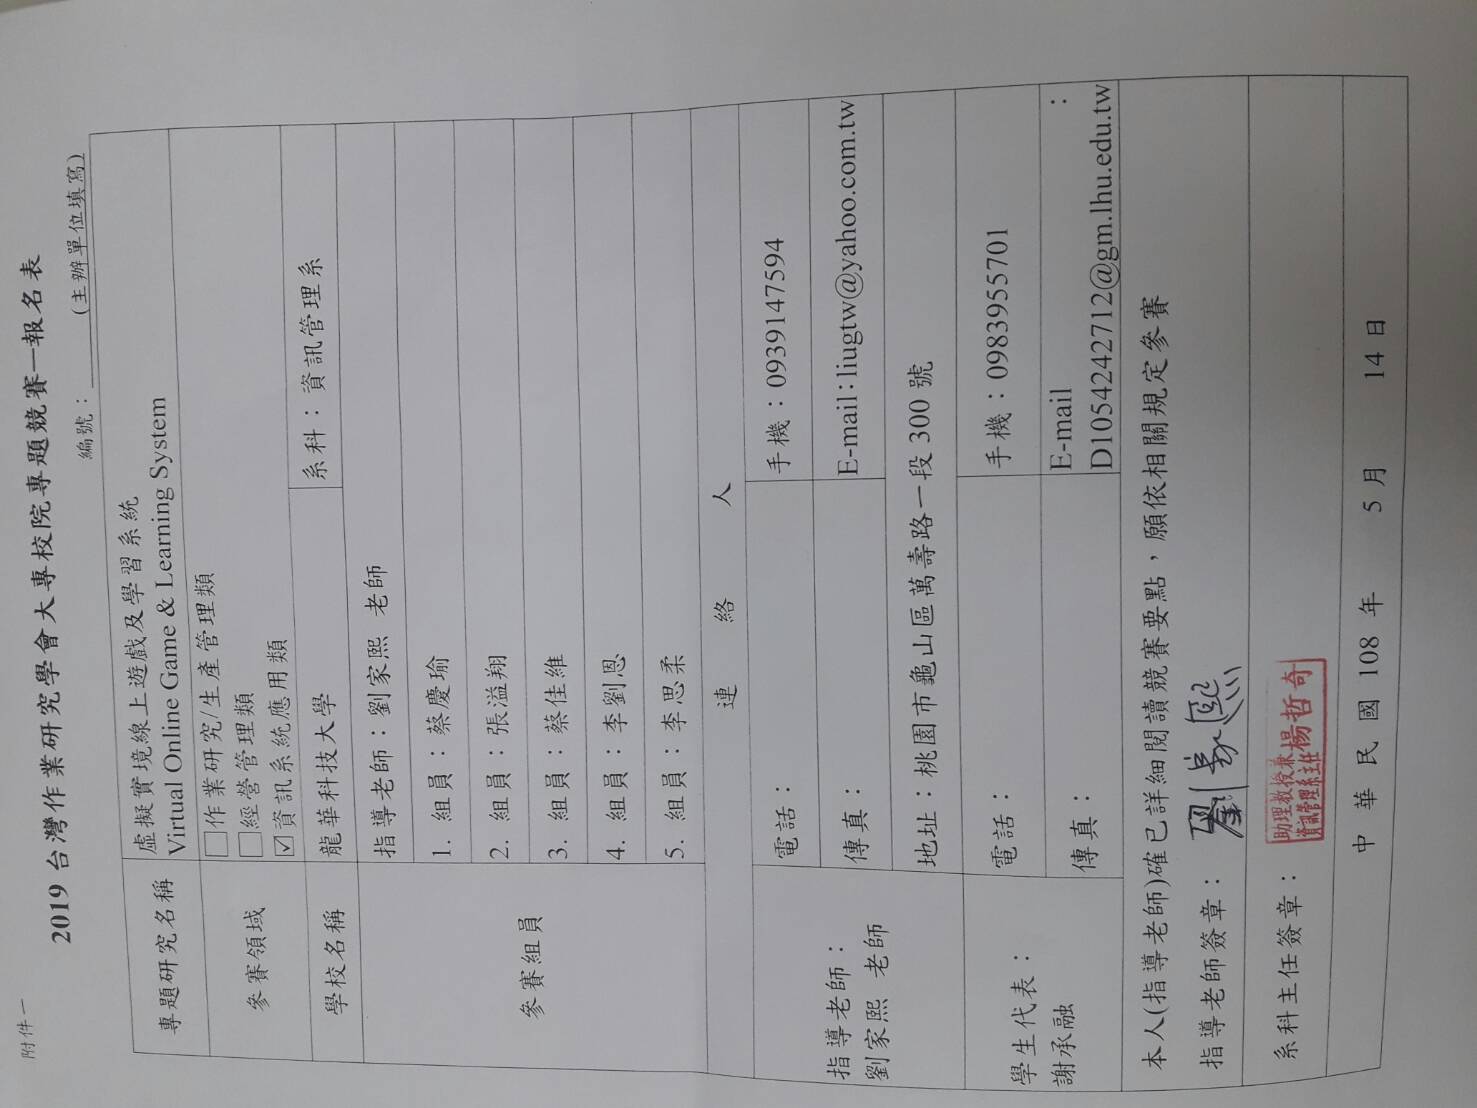 附件一
2019 台灣作業研究學會大專校院專題競賽—報名表
編號：(主辦單位填寫)
專題研究名稱
虛擬實境線上遊戲及學習系統
Virtual Online Game & Learning System
參賽領域
□作業研究/生產管理類
□經營管理類
☑資訊系統應用類
學校名稱 龍華科技大學 系科：資訊管理系
參賽組員
指導老師：劉家熙 老師
1. 組員：蔡慶瑜
2. 組員：張溢翔
3. 組員：蔡佳維
4. 組員：李劉恩
5. 組員：李思柔
連絡人
指導老師：
劉家熙 老師
電話： 手機：0939147594
傳真： E-mail：liugtw@yahoo.com.tw
地址：桃園市龜山區萬壽路一段 300 號
學生代表：
謝承融
電話： 手機：0983955701
傳真： E-mail ：
D1054242712@gm.lhu.edu.tw
本人(指導老師)確已詳細閱讀競賽要點，願依相關規定參賽
指導老師簽章：劉家熙
系科主任簽章：
助理教授兼
資訊管理系主任
楊哲奇
中 華 民 國 108 年 5 月 14 日